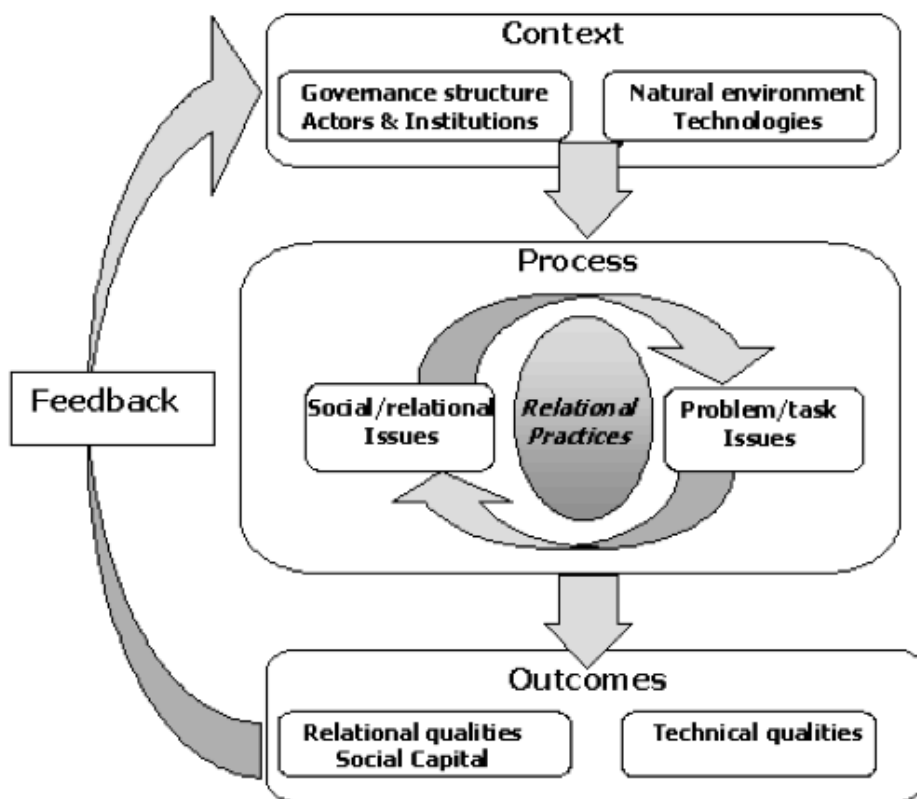 Context
Governance structure
Actors & Institutions
Natural environment
Technologies
Process
Feedback
Social/relational
Issues
Relational
Practices
Problem/task
Issues
Outcomes
Relational qualities
Social Capital
Technical qualities